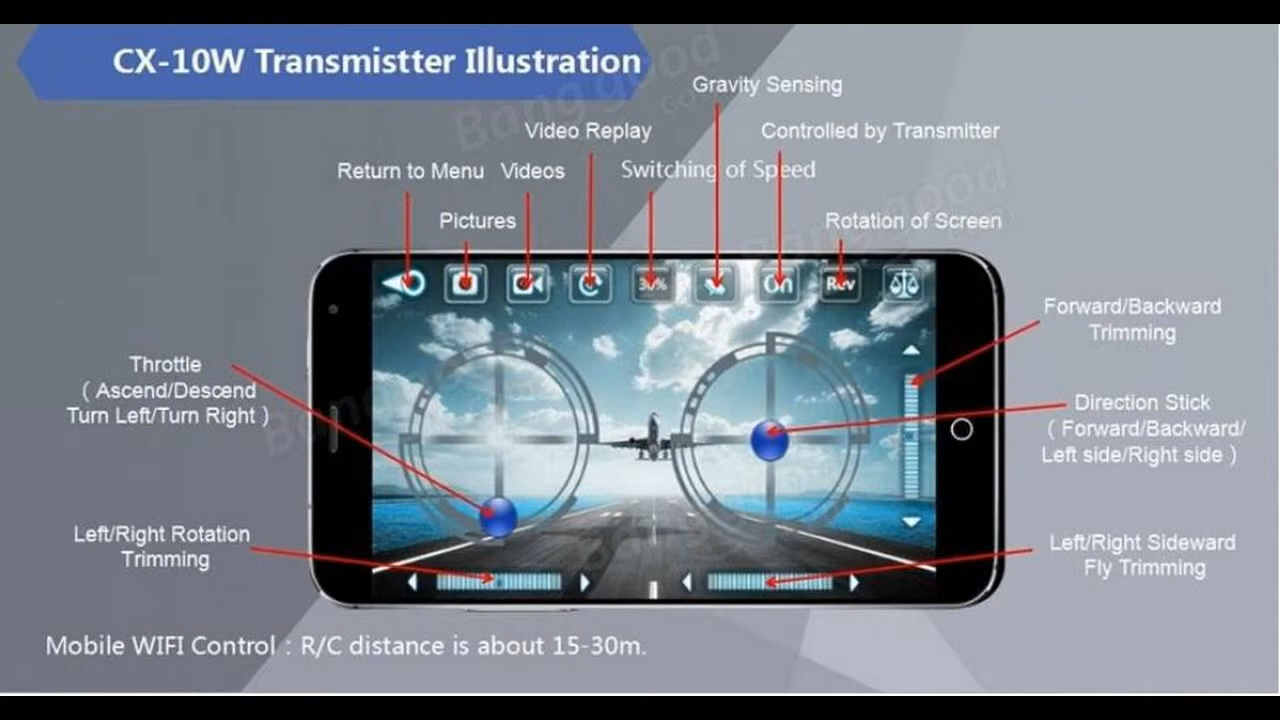 CX-10W Transmistter Illustration
Gravity Sensing
Video Replay
Controlled by Transmitter
Return to Menu
Videos
Switching of Speed
Pictures
Rotation of Screen
30%
On
Rev
Forward/Backward
Trimming
Throttle
( Ascend/Descend
Turn Left/Turn Right )
Direction Stick
( Forward/Backward/
Left side/Right side )
Left/Right Rotation
Trimming
Left/Right Sideward
Fly Trimming
Mobile WIFI Control : R/C distance is about 15-30m.
Banggood